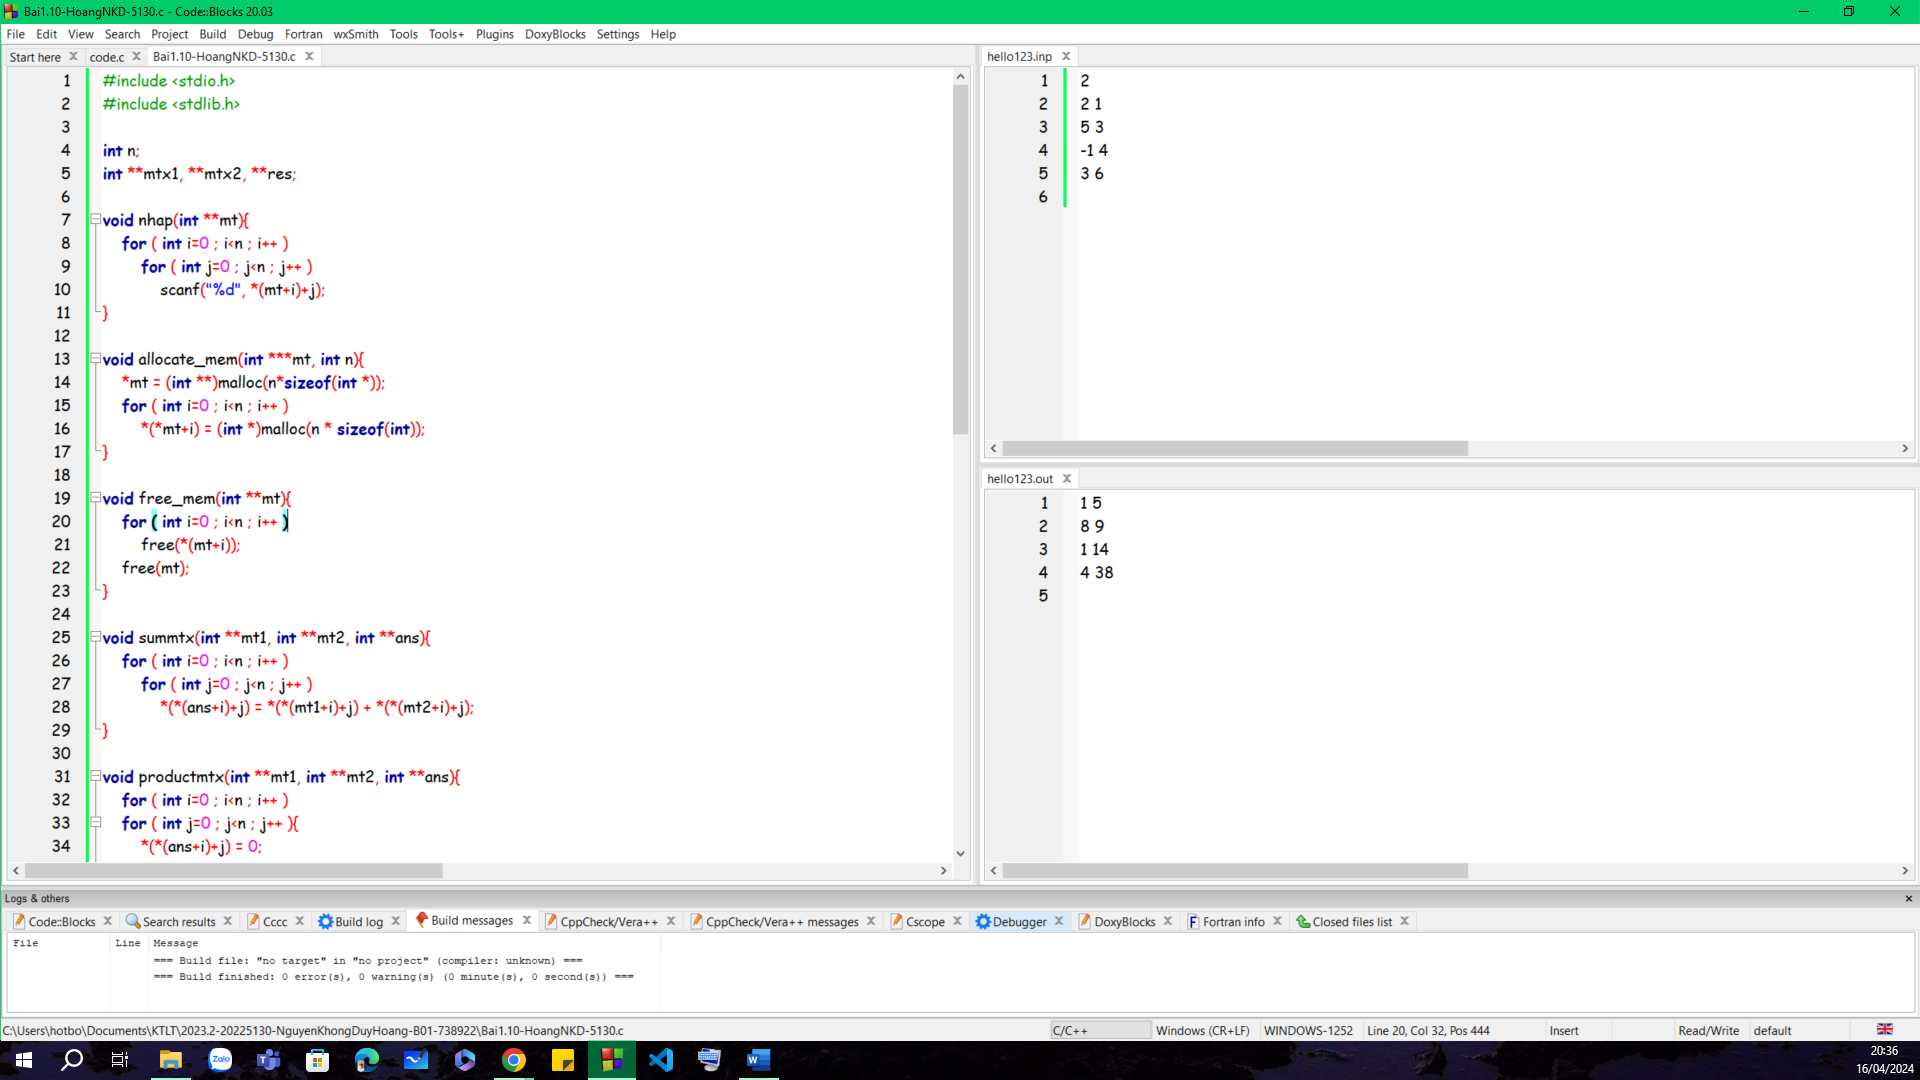 Bai1.10-HoangNKD-5130.c - Code::Blocks 20.03
File Edit View Search Project Build Debug Fortran wxSmith Tools Tools+ Plugins DoxyBlocks Settings Help
Start here code.c Bai1.10-HoangNKD-5130.c
1 #include <stdio.h>
2 #include <stdlib.h>
3
4 int n;
5 int **mtx1, **mtx2, **res;
6
7 void nhap(int **mt){
8 for ( int i=0 ; i<n ; i++ )
9 for ( int j=0 ; j<n ; j++ )
10 scanf("%d", *(mt+i)+j);
11 }
12
13 void allocate_mem(int ***mt, int n){
14 *mt = (int **)malloc(n*sizeof(int *));
15 for ( int i=0 ; i<n ; i++ )
16 *(*mt+i) = (int *)malloc(n * sizeof(int));
17 }
18
19 void free_mem(int **mt){
20 for ( int i=0 ; i<n ; i++ )
21 free(*(mt+i));
22 free(mt);
23 }
24
25 void summtx(int **mt1, int **mt2, int **ans){
26 for ( int i=0 ; i<n ; i++ )
27 for ( int j=0 ; j<n ; j++ )
28 *(*(ans+i)+j) = *(*(mt1+i)+j) + *(*(mt2+i)+j);
29 }
30
31 void productmtx(int **mt1, int **mt2, int **ans){
32 for ( int i=0 ; i<n ; i++ )
33 for ( int j=0 ; j<n ; j++ ){
34 *(*(ans+i)+j) = 0;
hello123.inp
1 2
2 2 1
3 5 3
4 -1 4
5 3 6
6
hello123.out
1 1 5
2 8 9
3 1 14
4 4 38
5
Logs & others
Code::Blocks Search results Cccc Build log Build messages CppCheck/Vera++ CppCheck/Vera++ messages Cscope Debugger DoxyBlocks Fortran info Closed files list
File Line Message
=== Build file: "no target" in "no project" (compiler: unknown) ===
=== Build finished: 0 error(s), 0 warning(s) (0 minute(s), 0 second(s)) ===
C:\Users\hotbo\Documents\KTLT\2023.2-20225130-NguyenKhongDuyHoang-B01-738922\Bai1.10-HoangNKD-5130.c C/C++ Windows (CR+LF) WINDOWS-1252 Line 20, Col 32, Pos 444 Insert Read/Write default
Zalo
20:36
16/04/2024